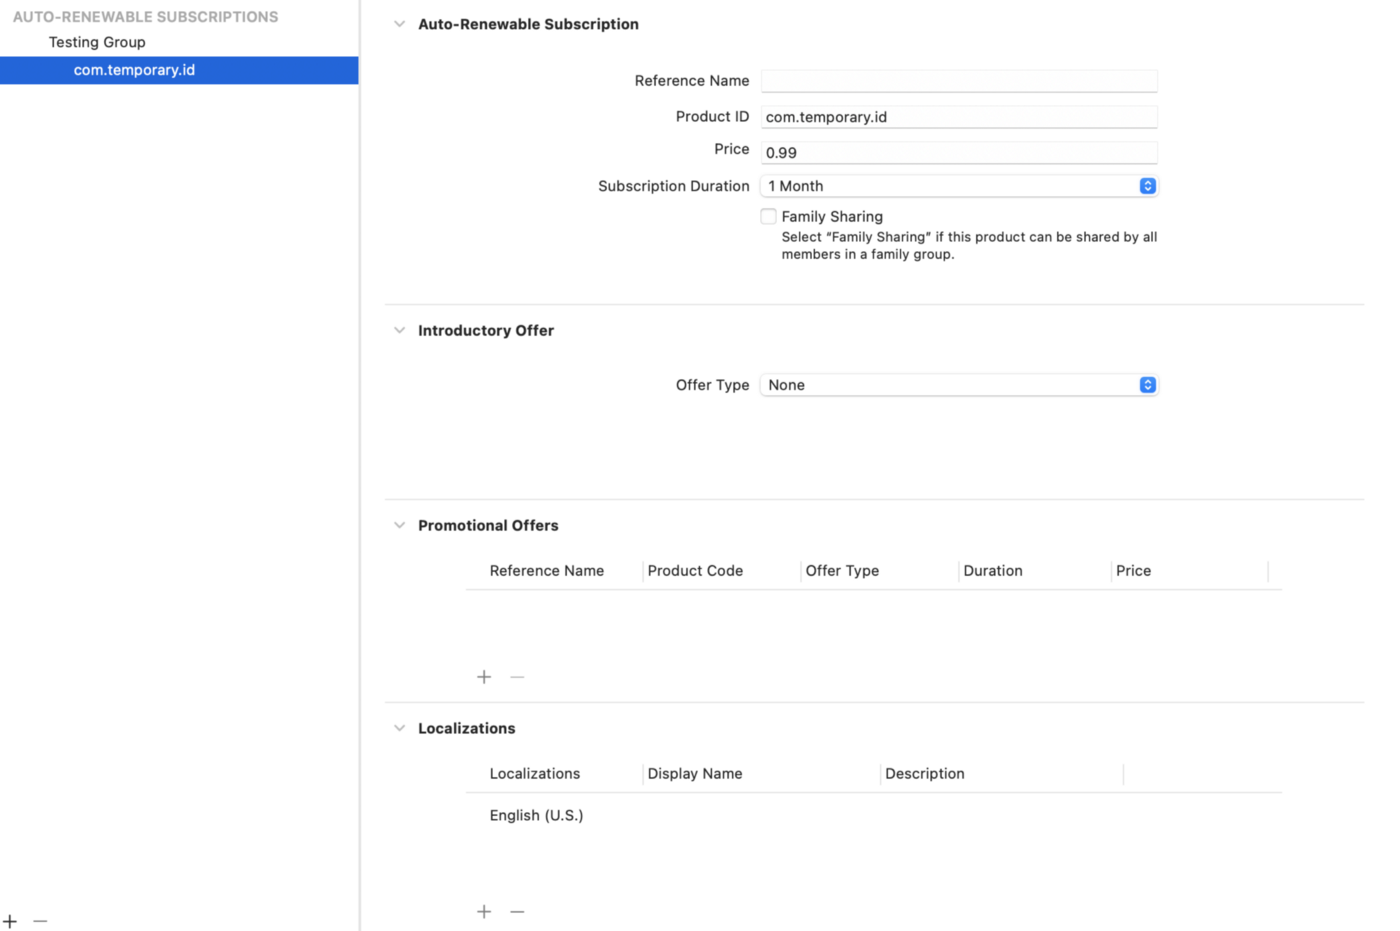 AUTO-RENEWABLE SUBSCRIPTIONS
Testing Group
com.temporary.id
Auto-Renewable Subscription
Reference Name
Product ID com.temporary.id
Price 0.99
Subscription Duration 1 Month
Family Sharing
Select “Family Sharing” if this product can be shared by all
members in a family group.
Introductory Offer
Offer Type None
Promotional Offers
Reference Name Product Code Offer Type Duration Price
+ −
Localizations
Localizations Display Name Description
English (U.S.)
+ −
+ −